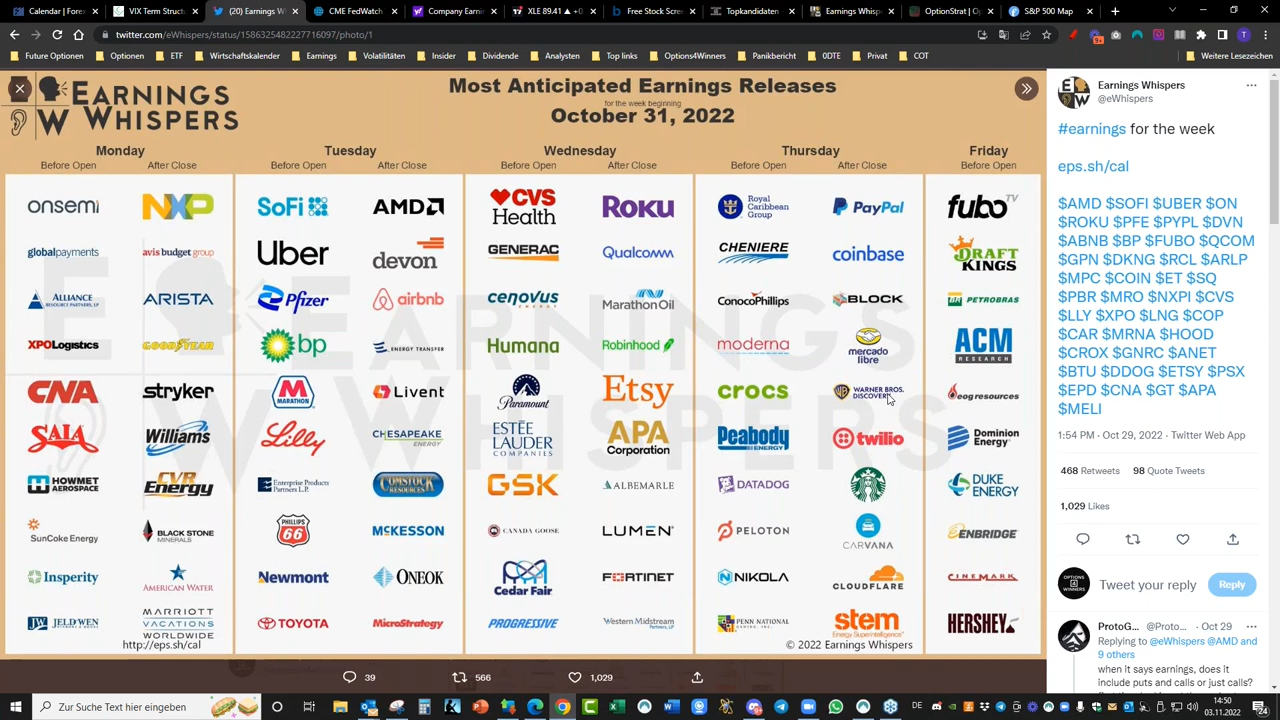 Calendar | Fore
VIX Term Struc
(20) Earnings W
CME FedWatch
Company Earni
XLE 89.41 ▲ +0
Free Stock Scre
Topkandidaten
Earnings Whis
OptionStrat | O
S&P 500 Map
twitter.com/eWhispers/status/1586325482227716097/photo/1
Future Optionen
Optionen
ETF
Wirtschaftskalender
Earnings
Volatilitäten
Insider
Dividende
Analysten
Top links
Options4Winners
Panikbericht
0DTE
Privat
COT
Weitere Lesezeichen
EARNINGS
WHISPERS
Most Anticipated Earnings Releases
for the week beginning
October 31, 2022
Monday
Tuesday
Wednesday
Thursday
Friday
Before Open
After Close
Before Open
After Close
Before Open
After Close
Before Open
After Close
Before Open
onsemi
NXP
SoFi
AMD
CVS Health
Roku
Royal Caribbean Group
PayPal
fubo TV
globalpayments
avis budget group
Uber
devon
GENERAC
Qualcomm
CHENIERE
coinbase
DRAFT KINGS
ALLIANCE RESOURCE PARTNERS, LP
ARISTA
Pfizer
airbnb
cenovus ENERGY
MarathonOil
ConocoPhillips
BLOCK
BR PETROBRAS
XPOLogistics
GOODYEAR
bp
ENERGY TRANSFER
Humana
Robinhood
moderna
mercado libre
ACM RESEARCH
CNA
stryker
MARATHON
Livent
Paramount
Etsy
crocs
WARNER BROS. DISCOVERY
eog resources
SAIA
Williams
Lilly
CHESAPEAKE ENERGY
ESTĒE LAUDER COMPANIES
APA Corporation
Peabody ENERGY
twilio
Dominion Energy
HOWMET AEROSPACE
CVR Energy
Enterprise Products Partners L.P.
COMSTOCK RESOURCES
GSK
ALBEMARLE
DATADOG
DUKE ENERGY
SunCoke Energy
BLACK STONE MINERALS
PHILLIPS 66
MCKESSON
CANADA GOOSE
LUMEN
PELOTON
CARVANA
ENBRIDGE
Insperity
AMERICAN WATER
Newmont
ONEOK
Cedar Fair
FORTINET
NIKOLA
CLOUDFLARE
CINEMARK
JELD WEN
MARRIOTT VACATIONS WORLDWIDE
TOYOTA
MicroStrategy
PROGRESSIVE
Western Midstream Partners, LP
PENN NATIONAL GAMING, INC.
stem
Energy Superintelligence
HERSHEY
http://eps.sh/cal
© 2022 Earnings Whispers
39
566
1,029
Earnings Whispers
@eWhispers
#earnings for the week
eps.sh/cal
$AMD $SOFI $UBER $ON
$ROKU $PFE $PYPL $DVN
$ABNB $BP $FUBO $QCOM
$GPN $DKNG $RCL $ARLP
$MPC $COIN $ET $SQ
$PBR $MRO $NXPI $CVS
$LLY $XPO $LNG $COP
$CAR $MRNA $HOOD
$CROX $GNRC $ANET
$BTU $DDOG $ETSY $PSX
$EPD $CNA $GT $APA
$MELI
1:54 PM · Oct 29, 2022 · Twitter Web App
468 Retweets 98 Quote Tweets
1,029 Likes
Tweet your reply
Reply
ProtoG... @Proto... · Oct 29
Replying to @eWhispers @AMD and
9 others
when it says earnings, does it
include puts and calls or just calls?
Zur Suche Text hier eingeben
DE
14:50
03.11.2022